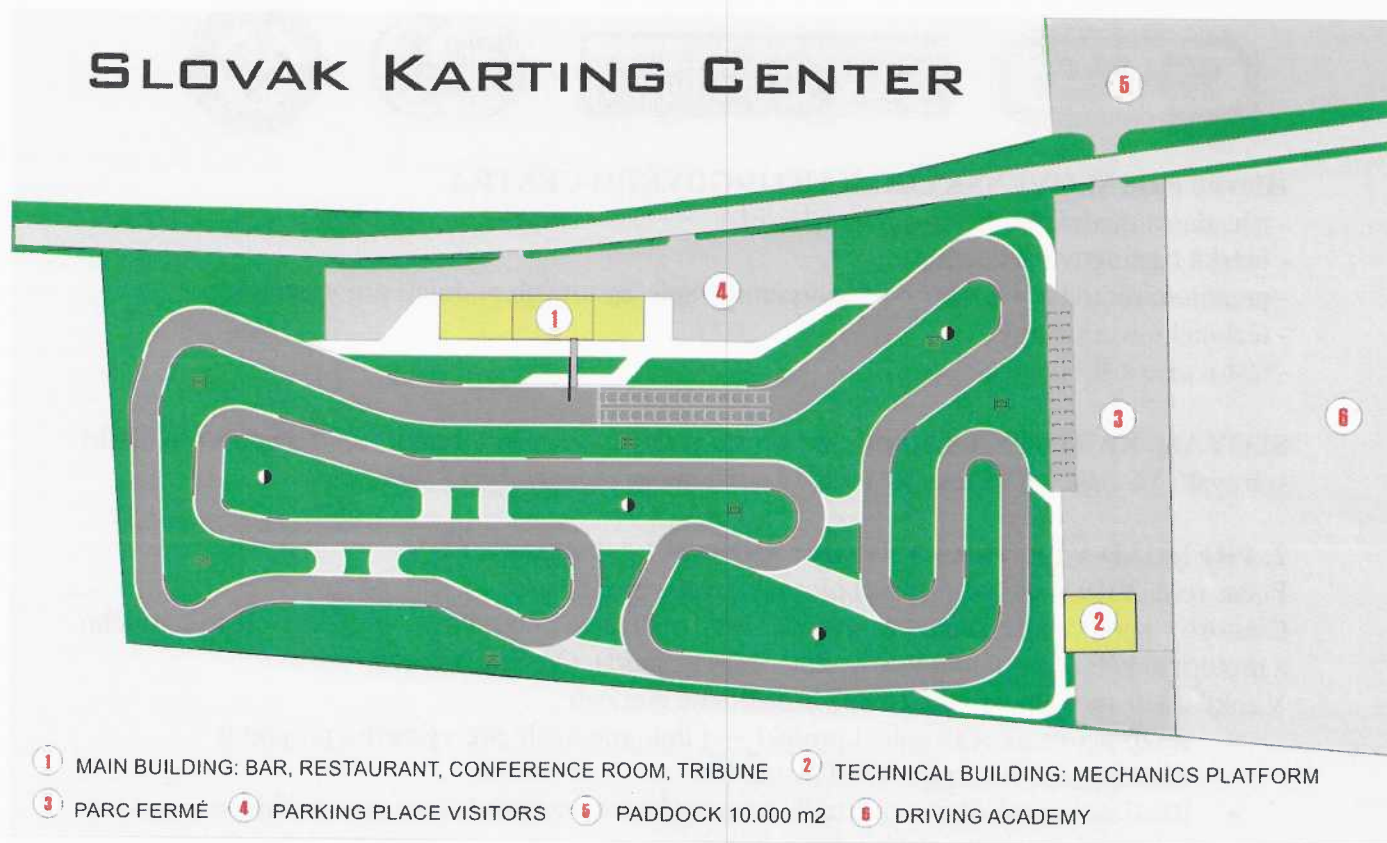 SLOVAK KARTING CENTER
5
4
1
3
6
2
1 MAIN BUILDING: BAR, RESTAURANT, CONFERENCE ROOM, TRIBUNE 2 TECHNICAL BUILDING: MECHANICS PLATFORM
3 PARC FERMÉ 4 PARKING PLACE VISITORS 5 PADDOCK 10.000 m2 6 DRIVING ACADEMY